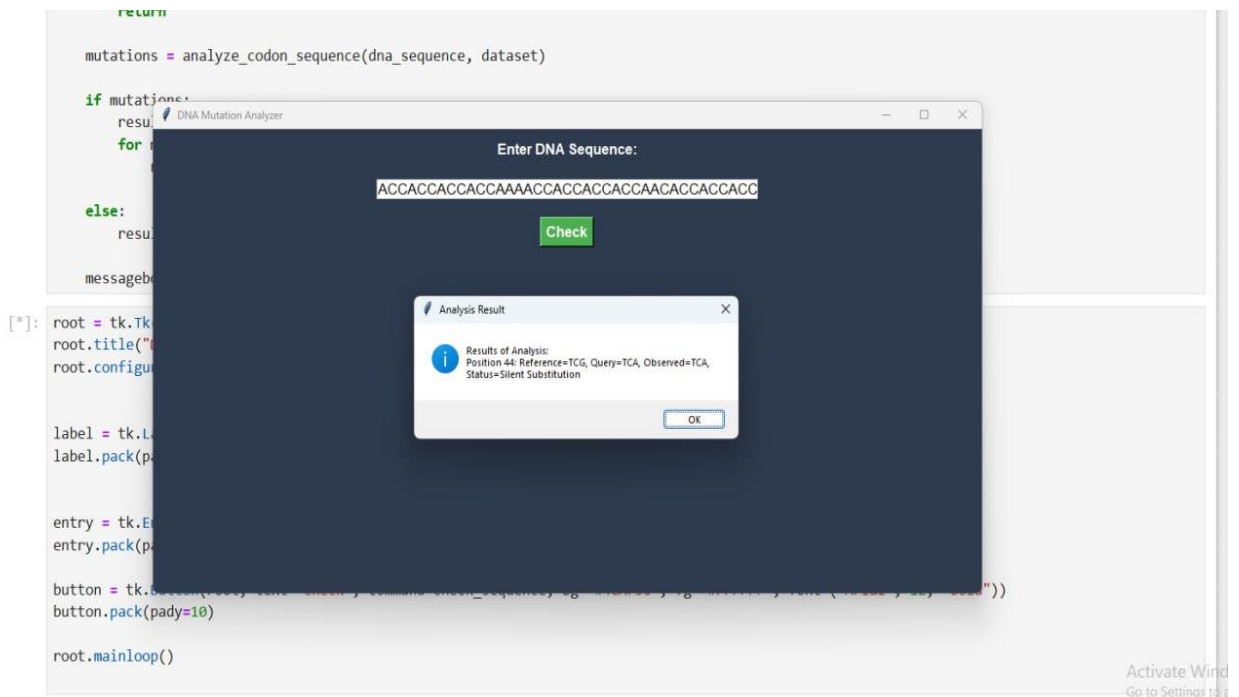 return
mutations = analyze_codon_sequence(dna_sequence, dataset)
if mutations:
resu
for
else:
resu
messageb
DNA Mutation Analyzer
Enter DNA Sequence:
ACCACCACCACCAAAACCACCACCACCAACACCACCACC
Check
Analysis Result
Results of Analysis:
Position 44: Reference=TCG, Query=TCA, Observed=TCA,
Status=Silent Substitution
OK
[*]: root = tk.Tk
root.title("
root.configu
label = tk.L
label.pack(p
entry = tk.E
entry.pack(p
button = tk.
button.pack(pady=10)
root.mainloop()
Activate Wind
Go to Settings to a